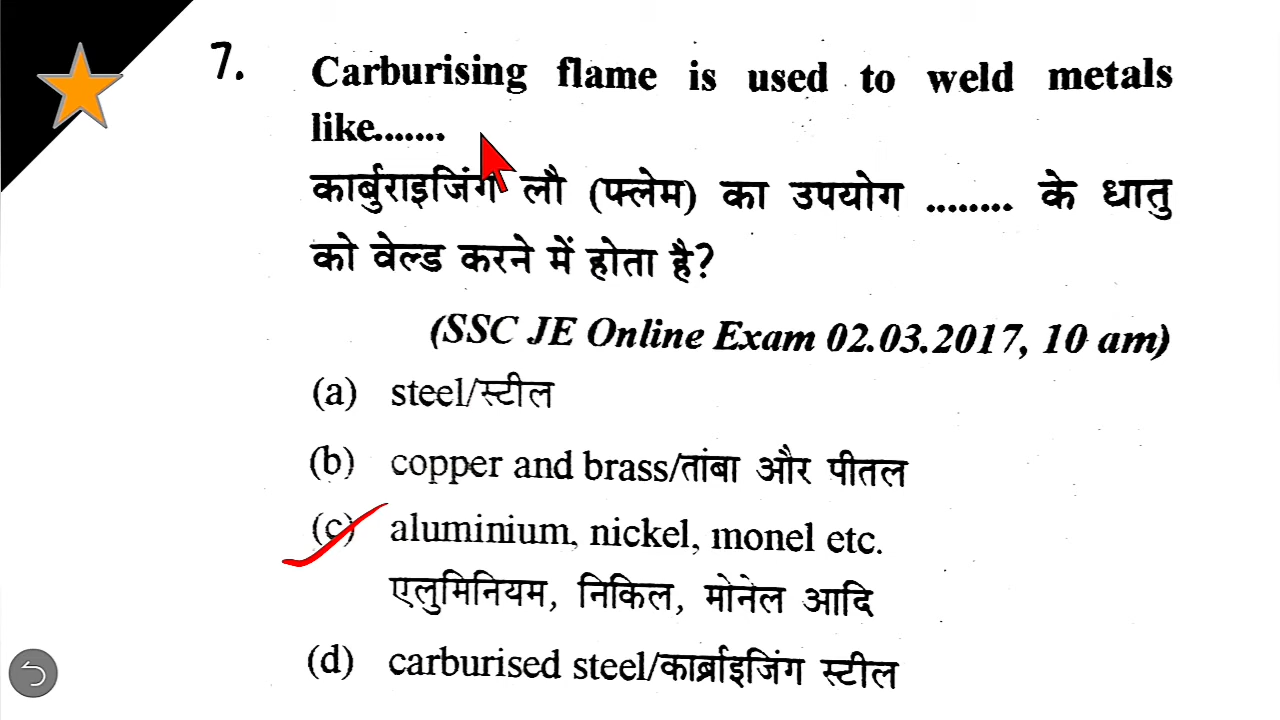 7. Carburising flame is used to weld metals
like.......
कार्बुराइजिंग लौ (फ्लेम) का उपयोग ........ के धातु
को वेल्ड करने में होता है?
(SSC JE Online Exam 02.03.2017, 10 am)
(a) steel/स्टील
(b) copper and brass/तांबा और पीतल
(c) aluminium, nickel, monel etc.
एलुमिनियम, निकिल, मोनेल आदि
(d) carburised steel/कार्ब्राइजिंग स्टील